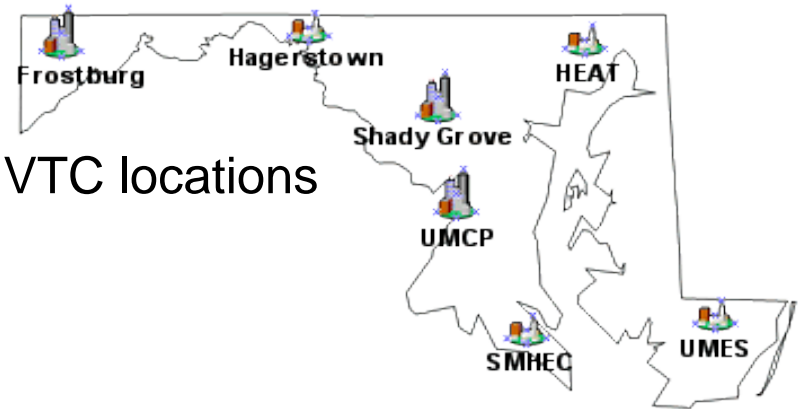 Frostburg
Hagerstown
HEAT
Shady Grove
VTC locations
UMCP
SMHEC
UMES